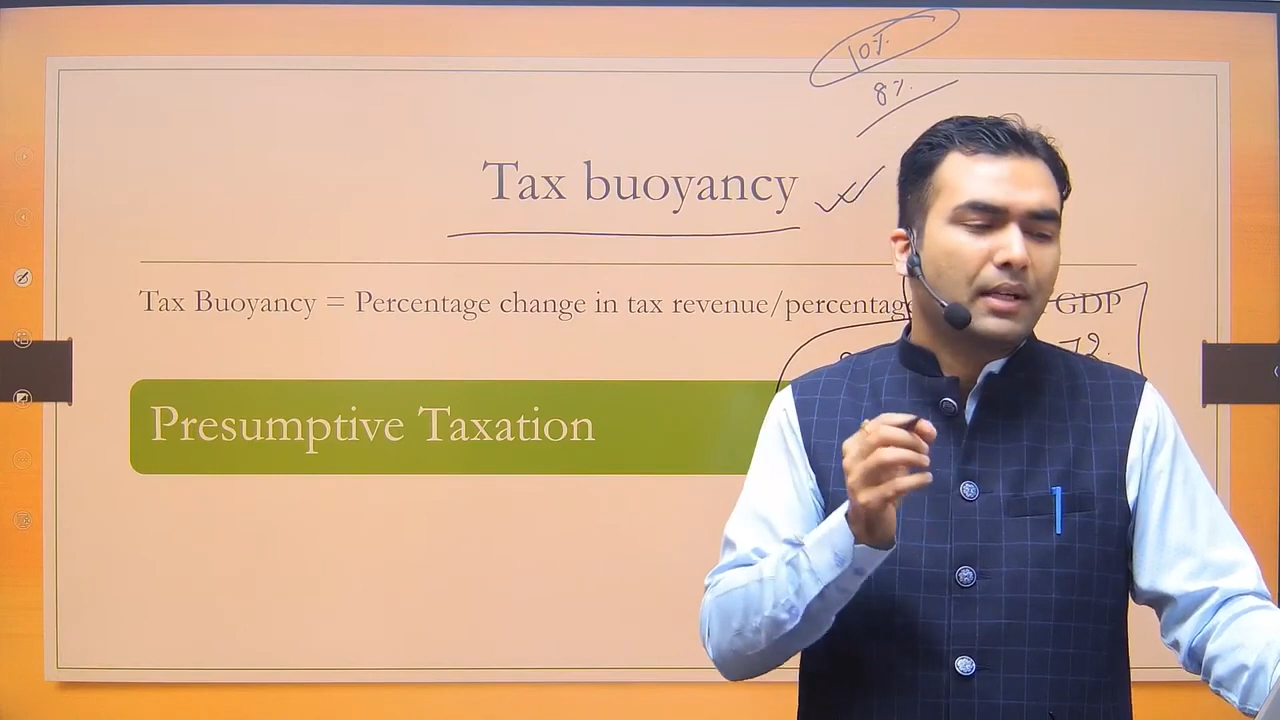 10%
8%
Tax buoyancy
Tax Buoyancy = Percentage change in tax revenue/percentage GDP
Presumptive Taxation